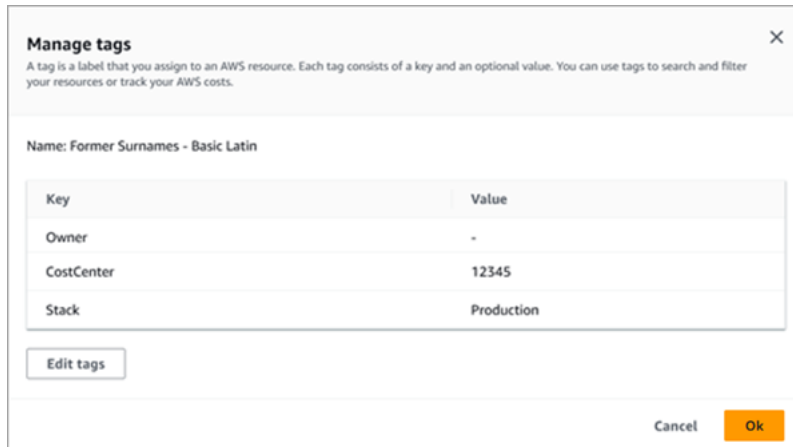 Manage tags
A tag is a label that you assign to an AWS resource. Each tag consists of a key and an optional value. You can use tags to search and filter
your resources or track your AWS costs.
Name: Former Surnames - Basic Latin
Key Value
Owner -
CostCenter 12345
Stack Production
Edit tags
Cancel Ok